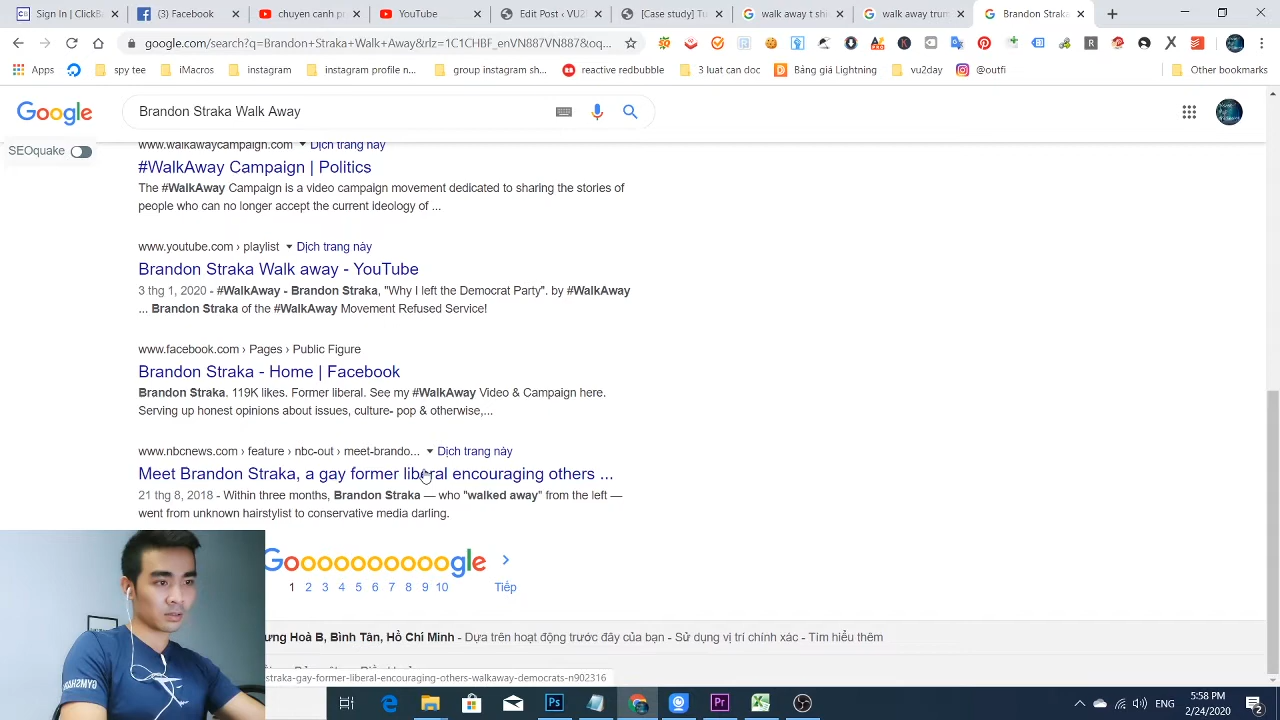 Sign In | ClickB
Facebook
chuyen canh p
YouTube
Edit Post ‹ VU2
[Case study] Tu
walk away t shi
walk away trum
Brandon Straka
google.com/search?q=Brandon+Straka+Walk+Away&rlz=1C1CHBF_enVN887VN887&oq...
Apps
spy tee
iMacros
instagram
instagram profile n...
group instagram sh...
reactive redbubble
3 luat can doc
Bảng giá Lightning
vu2day
@outfi
Other bookmarks
Google
Brandon Straka Walk Away
SEOquake
www.walkawaycampaign.com
Dịch trang này
#WalkAway Campaign | Politics
The #WalkAway Campaign is a video campaign movement dedicated to sharing the stories of
people who can no longer accept the current ideology of ...
www.youtube.com › playlist
Dịch trang này
Brandon Straka Walk away - YouTube
3 thg 1, 2020 - #WalkAway - Brandon Straka, "Why I left the Democrat Party". by #WalkAway
... Brandon Straka of the #WalkAway Movement Refused Service!
www.facebook.com › Pages › Public Figure
Brandon Straka - Home | Facebook
Brandon Straka. 119K likes. Former liberal. See my #WalkAway Video & Campaign here.
Serving up honest opinions about issues, culture- pop & otherwise,...
www.nbcnews.com › feature › nbc-out › meet-brando...
Dịch trang này
Meet Brandon Straka, a gay former liberal encouraging others ...
21 thg 8, 2018 - Within three months, Brandon Straka — who "walked away" from the left —
went from unknown hairstylist to conservative media darling.
Goooooooooogle
1 2 3 4 5 6 7 8 9 10
Tiếp
ưng Hoà B, Bình Tân, Hồ Chí Minh - Dựa trên hoạt động trước đây của bạn - Sử dụng vị trí chính xác - Tìm hiểu thêm
straka-gay-former-liberal-encouraging-others-walkaway-democrats-n902316
GYMSHARK
ENG
5:58 PM
2/24/2020
2